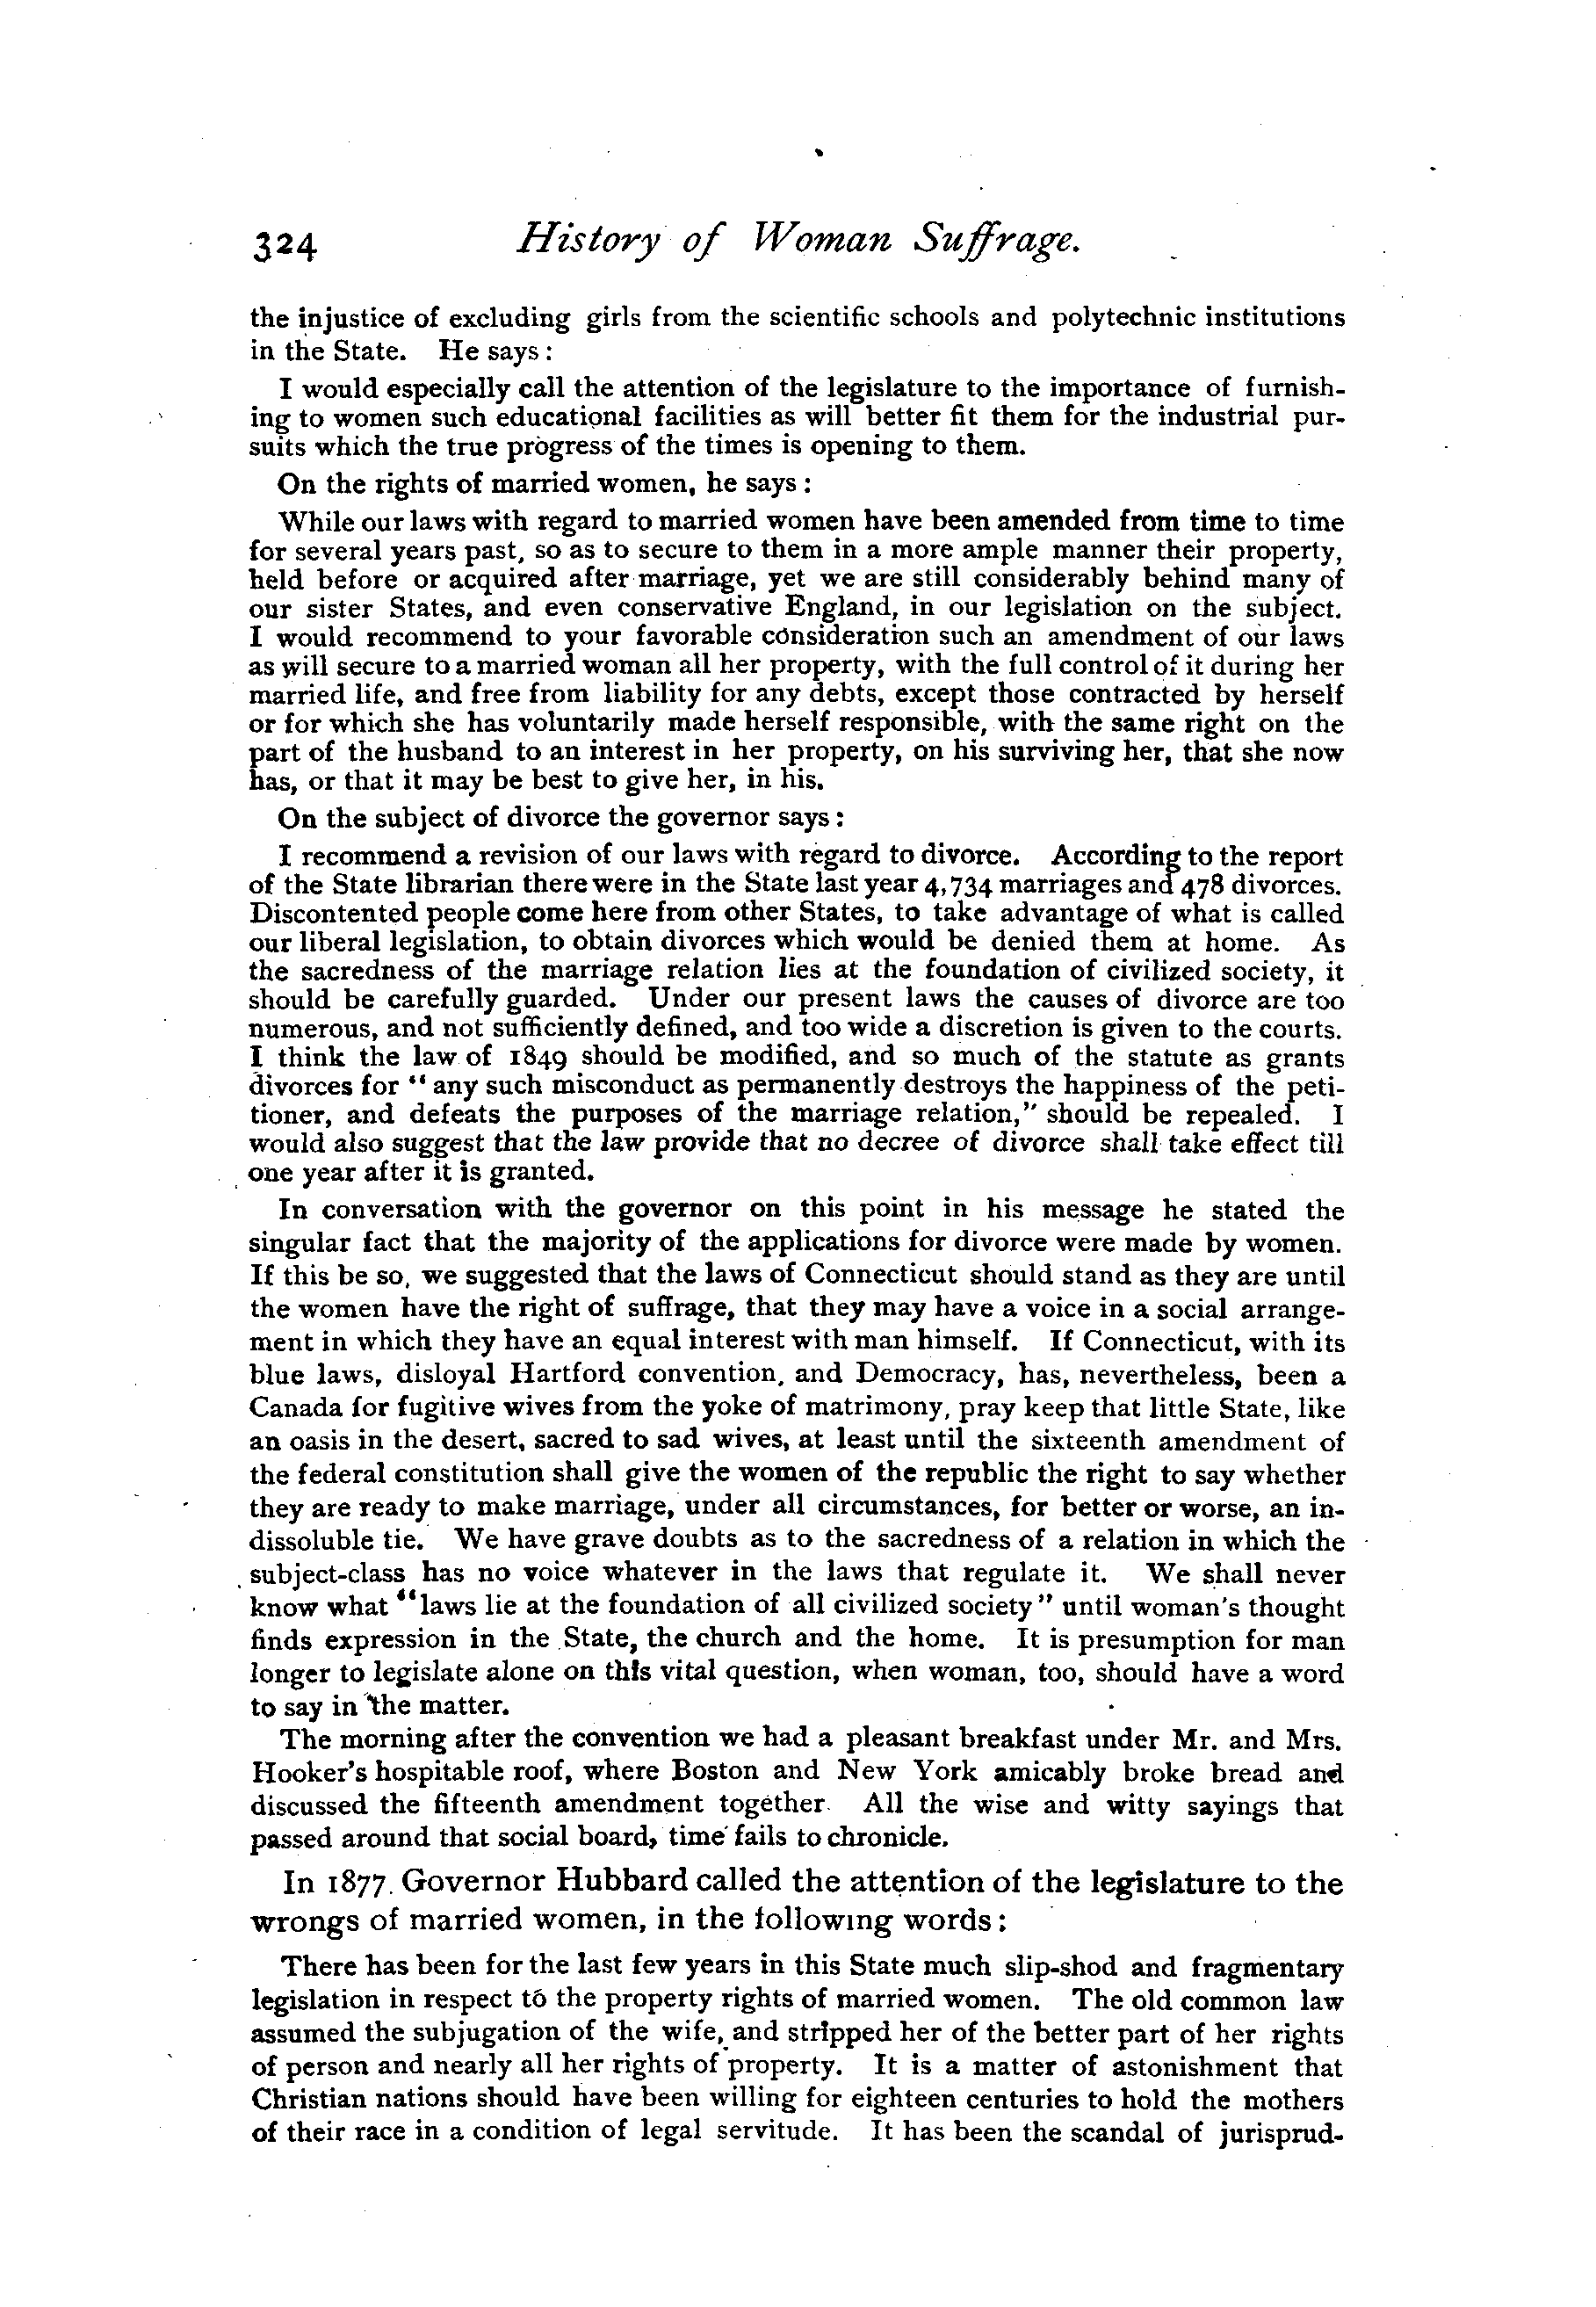 324 History of Woman Suffrage.
the injustice of excluding girls from the scientific schools and polytechnic institutions
in the State. He says:
I would especially call the attention of the legislature to the importance of furnish-
ing to women such educational facilities as will better fit them for the industrial pur-
suits which the true progress of the times is opening to them.
On the rights of married women, he says:
While our laws with regard to married women have been amended from time to time
for several years past, so as to secure to them in a more ample manner their property,
held before or acquired after marriage, yet we are still considerably behind many of
our sister States, and even conservative England, in our legislation on the subject.
I would recommend to your favorable consideration such an amendment of our laws
as will secure to a married woman all her property, with the full control of it during her
married life, and free from liability for any debts, except those contracted by herself
or for which she has voluntarily made herself responsible, with the same right on the
part of the husband to an interest in her property, on his surviving her, that she now
has, or that it may be best to give her, in his.
On the subject of divorce the governor says:
I recommend a revision of our laws with regard to divorce. According to the report
of the State librarian there were in the State last year 4,734 marriages and 478 divorces.
Discontented people come here from other States, to take advantage of what is called
our liberal legislation, to obtain divorces which would be denied them at home. As
the sacredness of the marriage relation lies at the foundation of civilized society, it
should be carefully guarded. Under our present laws the causes of divorce are too
numerous, and not sufficiently defined, and too wide a discretion is given to the courts.
I think the law of 1849 should be modified, and so much of the statute as grants
divorces for "any such misconduct as permanently destroys the happiness of the peti-
tioner, and defeats the purposes of the marriage relation," should be repealed. I
would also suggest that the law provide that no decree of divorce shall take effect till
one year after it is granted.
In conversation with the governor on this point in his message he stated the
singular fact that the majority of the applications for divorce were made by women.
If this be so, we suggested that the laws of Connecticut should stand as they are until
the women have the right of suffrage, that they may have a voice in a social arrange-
ment in which they have an equal interest with man himself. If Connecticut, with its
blue laws, disloyal Hartford convention, and Democracy, has, nevertheless, been a
Canada for fugitive wives from the yoke of matrimony, pray keep that little State, like
an oasis in the desert, sacred to sad wives, at least until the sixteenth amendment of
the federal constitution shall give the women of the republic the right to say whether
they are ready to make marriage, under all circumstances, for better or worse, an in-
dissoluble tie. We have grave doubts as to the sacredness of a relation in which the
subject-class has no voice whatever in the laws that regulate it. We shall never
know what "laws lie at the foundation of all civilized society" until woman's thought
finds expression in the State, the church and the home. It is presumption for man
longer to legislate alone on this vital question, when woman, too, should have a word
to say in the matter.
The morning after the convention we had a pleasant breakfast under Mr. and Mrs.
Hooker's hospitable roof, where Boston and New York amicably broke bread and
discussed the fifteenth amendment together. All the wise and witty sayings that
passed around that social board, time fails to chronicle.
In 1877. Governor Hubbard called the attention of the legislature to the
wrongs of married women, in the following words:
There has been for the last few years in this State much slip-shod and fragmentary
legislation in respect to the property rights of married women. The old common law
assumed the subjugation of the wife, and stripped her of the better part of her rights
of person and nearly all her rights of property. It is a matter of astonishment that
Christian nations should have been willing for eighteen centuries to hold the mothers
of their race in a condition of legal servitude. It has been the scandal of jurisprud-